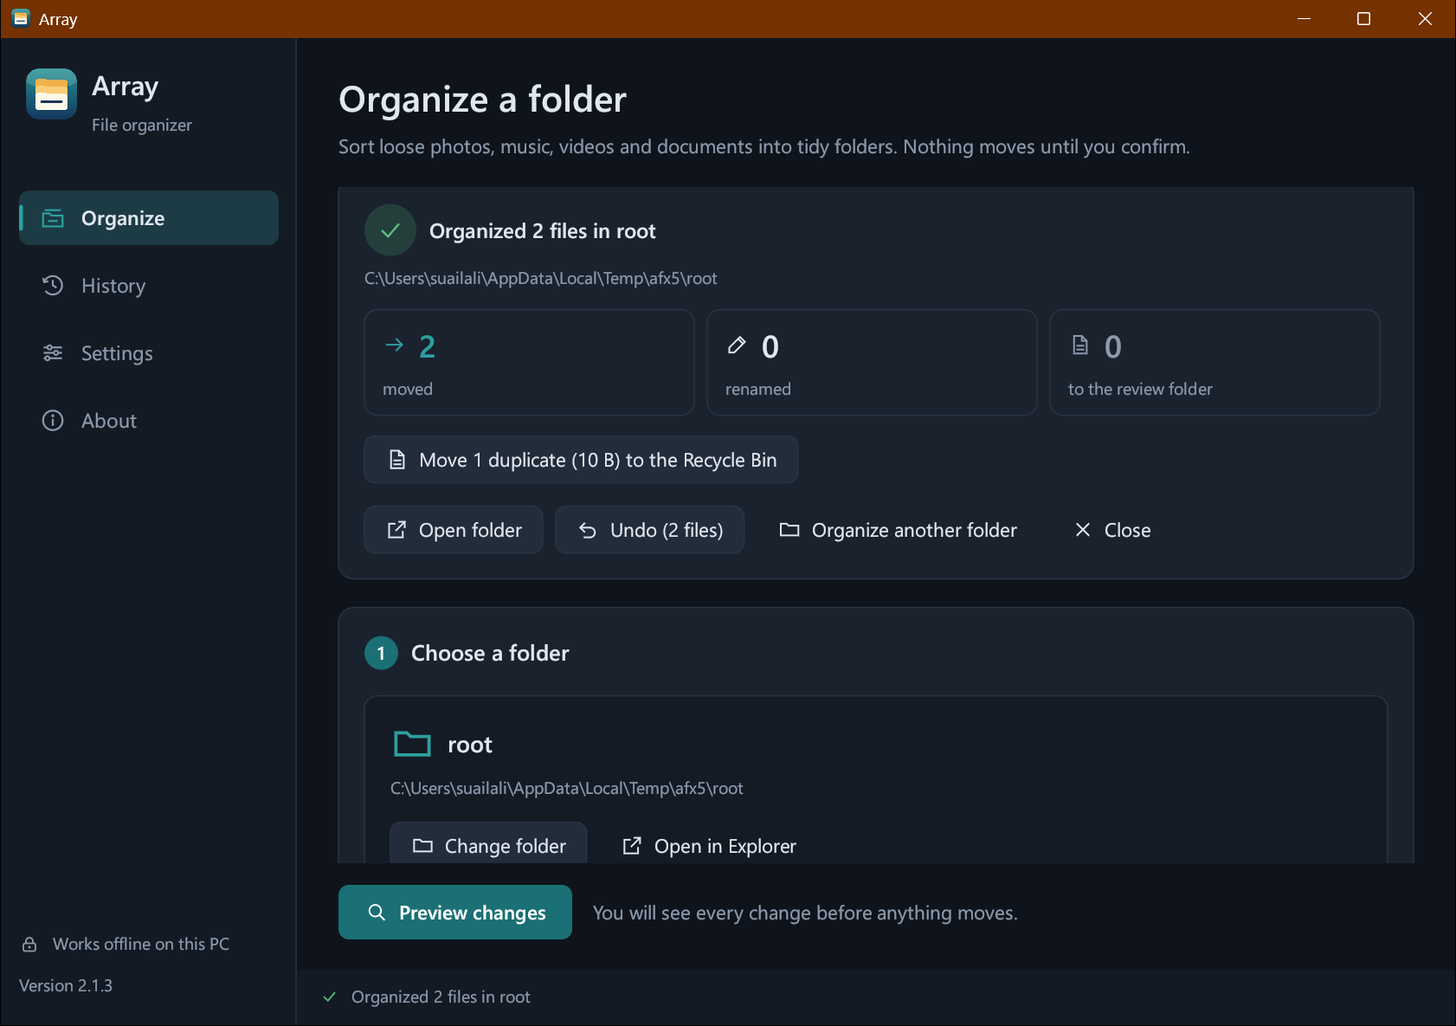 Array
Array
File organizer
Organize
History
Settings
About
Works offline on this PC
Version 2.1.3
Organize a folder
Sort loose photos, music, videos and documents into tidy folders. Nothing moves until you confirm.
Organized 2 files in root
C:\Users\suailali\AppData\Local\Temp\afx5\root
2
moved
0
renamed
0
to the review folder
Move 1 duplicate (10 B) to the Recycle Bin
Open folder
Undo (2 files)
Organize another folder
Close
1
Choose a folder
root
C:\Users\suailali\AppData\Local\Temp\afx5\root
Change folder
Open in Explorer
Preview changes
You will see every change before anything moves.
Organized 2 files in root